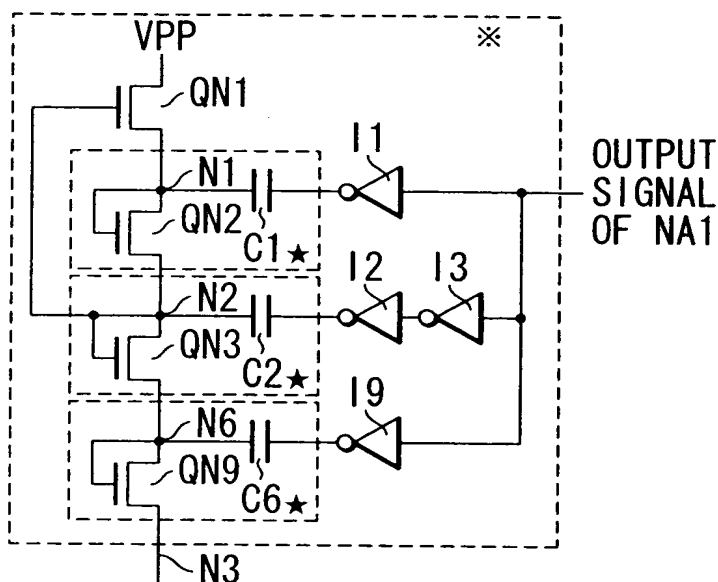 VPP
※
QN1
I1
OUTPUT
SIGNAL
OF NA1
N1
QN2
C1★
I2
I3
N2
QN3
C2★
I9
N6
QN9
C6★
N3